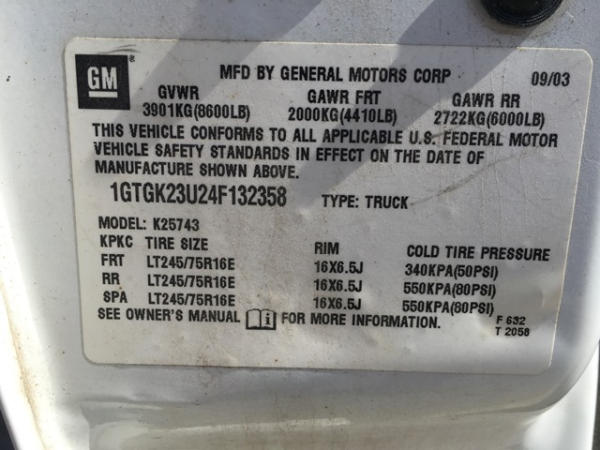 GM ®
MFD BY GENERAL MOTORS CORP 09/03
GVWR GAWR FRT GAWR RR
3901KG(8600LB) 2000KG(4410LB) 2722KG(6000LB)
THIS VEHICLE CONFORMS TO ALL APPLICABLE U.S. FEDERAL MOTOR
VEHICLE SAFETY STANDARDS IN EFFECT ON THE DATE OF
MANUFACTURE SHOWN ABOVE.
1GTGK23U24F132358 TYPE: TRUCK
MODEL: K25743
KPKC TIRE SIZE RIM COLD TIRE PRESSURE
FRT LT245/75R16E 16X6.5J 340KPA(50PSI)
RR LT245/75R16E 16X6.5J 550KPA(80PSI)
SPA LT245/75R16E 16X6.5J 550KPA(80PSI)
SEE OWNER'S MANUAL i FOR MORE INFORMATION. F 632
T 2058